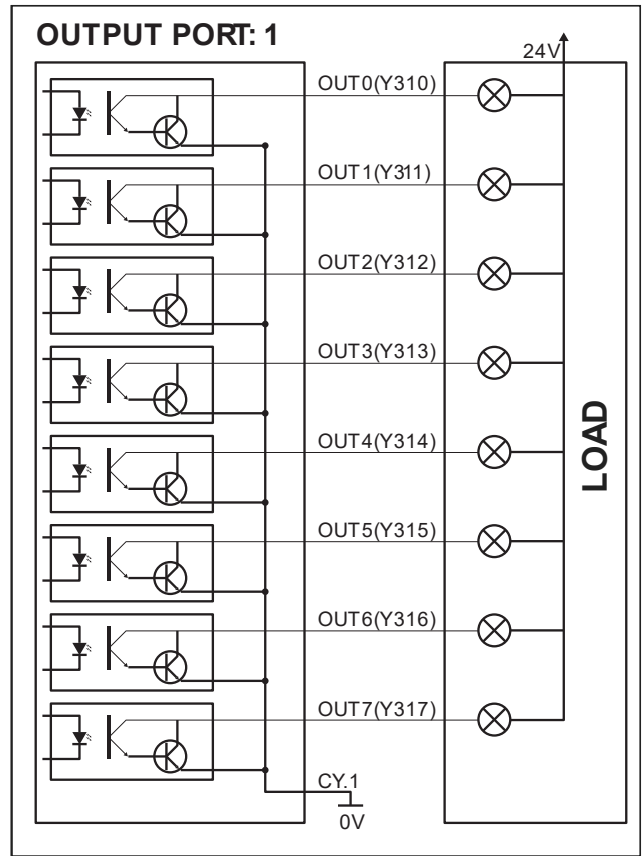 OUTPUT PORT: 1
24V
OUT0(Y310)
OUT1(Y311)
OUT2(Y312)
OUT3(Y313)
OUT4(Y314)
LOAD
OUT5(Y315)
OUT6(Y316)
OUT7(Y317)
CY.1
0V